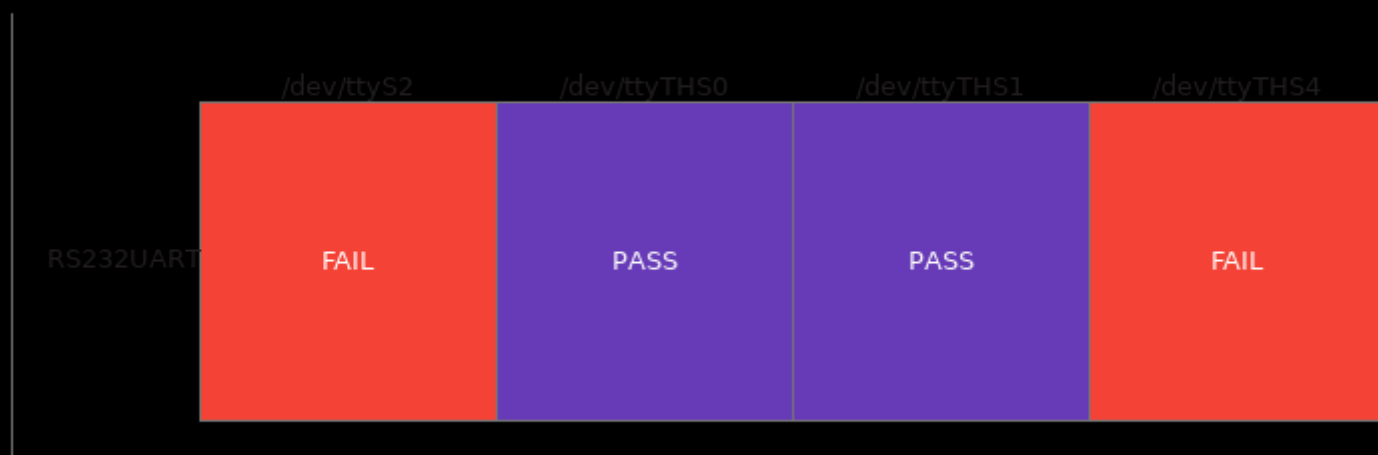 /dev/ttyS2 /dev/ttyTHS0 /dev/ttyTHS1 /dev/ttyTHS4
RS232UART FAIL PASS PASS FAIL